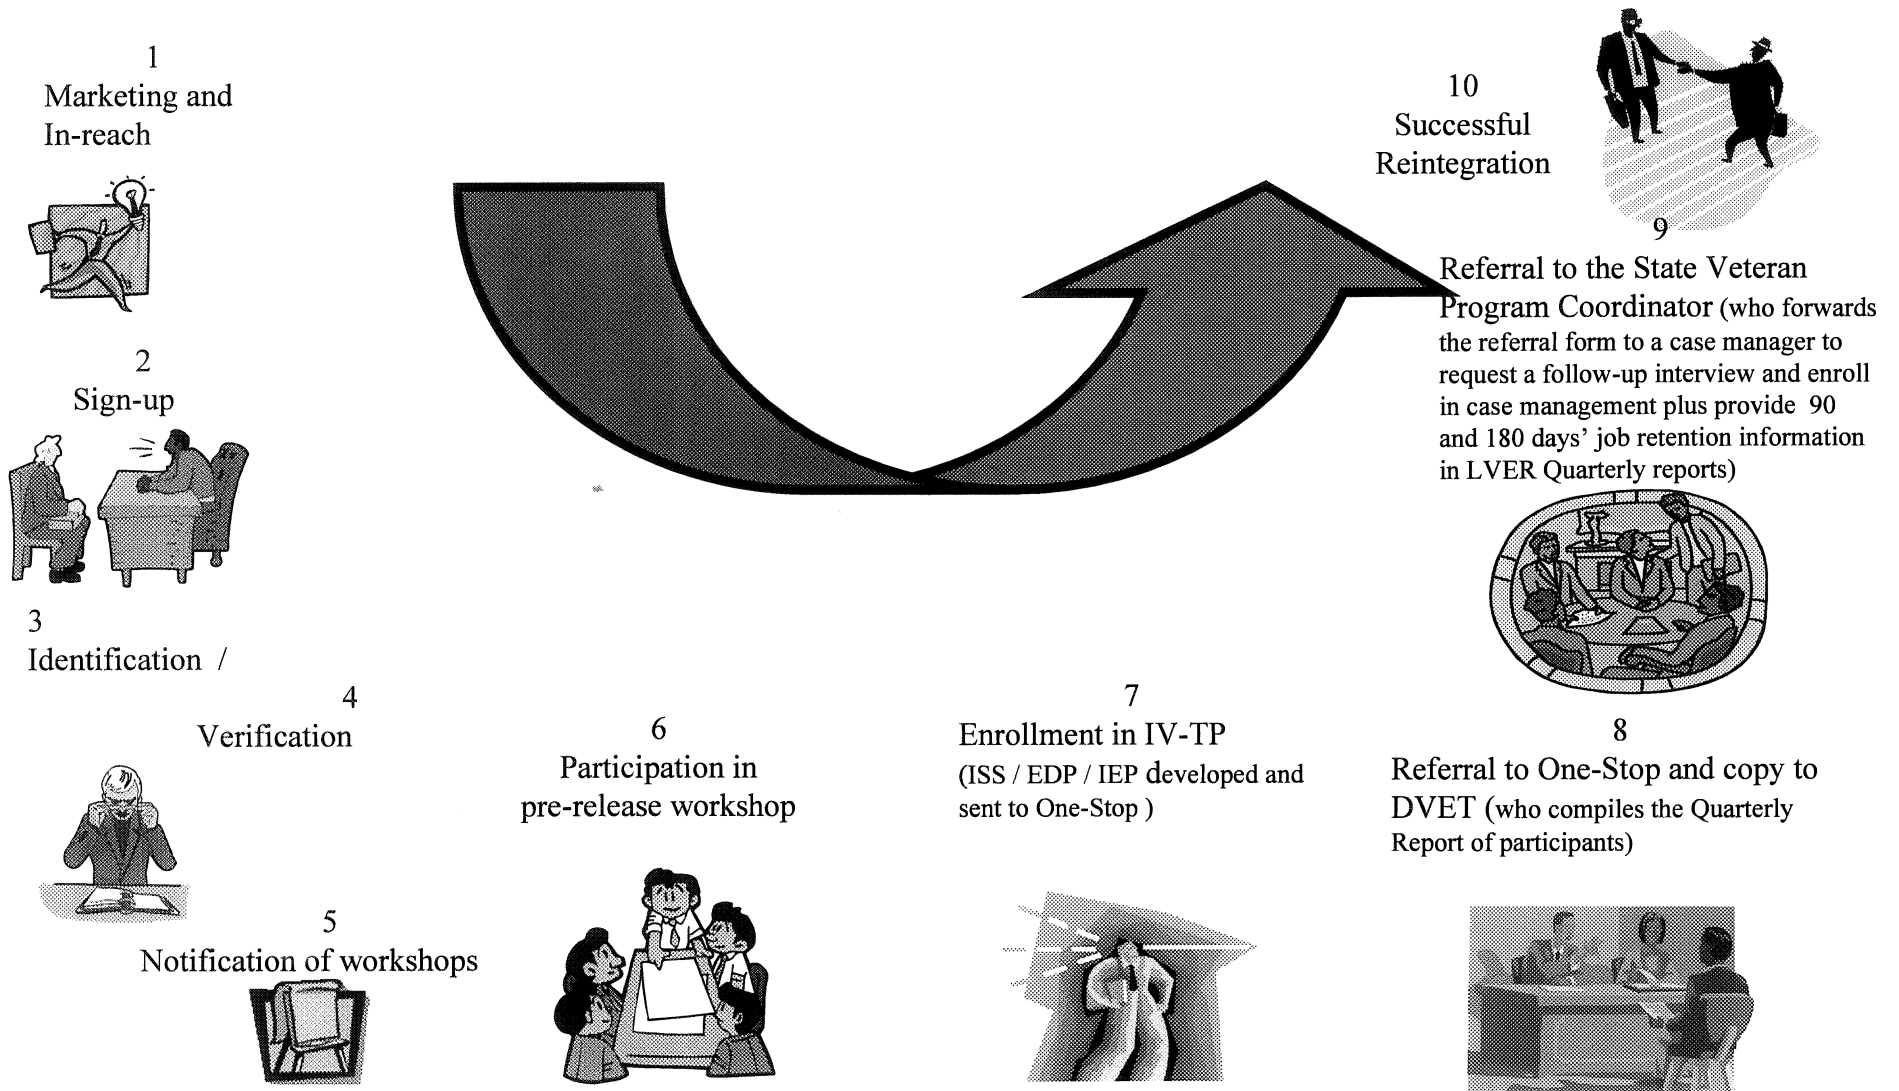 1
Marketing and
In-reach
2
Sign-up
3
Identification /
4
Verification
5
Notification of workshops
6
Participation in
pre-release workshop
7
Enrollment in IV-TP
(ISS / EDP / IEP developed and
sent to One-Stop )
8
Referral to One-Stop and copy to
DVET (who compiles the Quarterly
Report of participants)
9
Referral to the State Veteran
Program Coordinator (who forwards
the referral form to a case manager to
request a follow-up interview and enroll
in case management plus provide 90
and 180 days' job retention information
in LVER Quarterly reports)
10
Successful
Reintegration